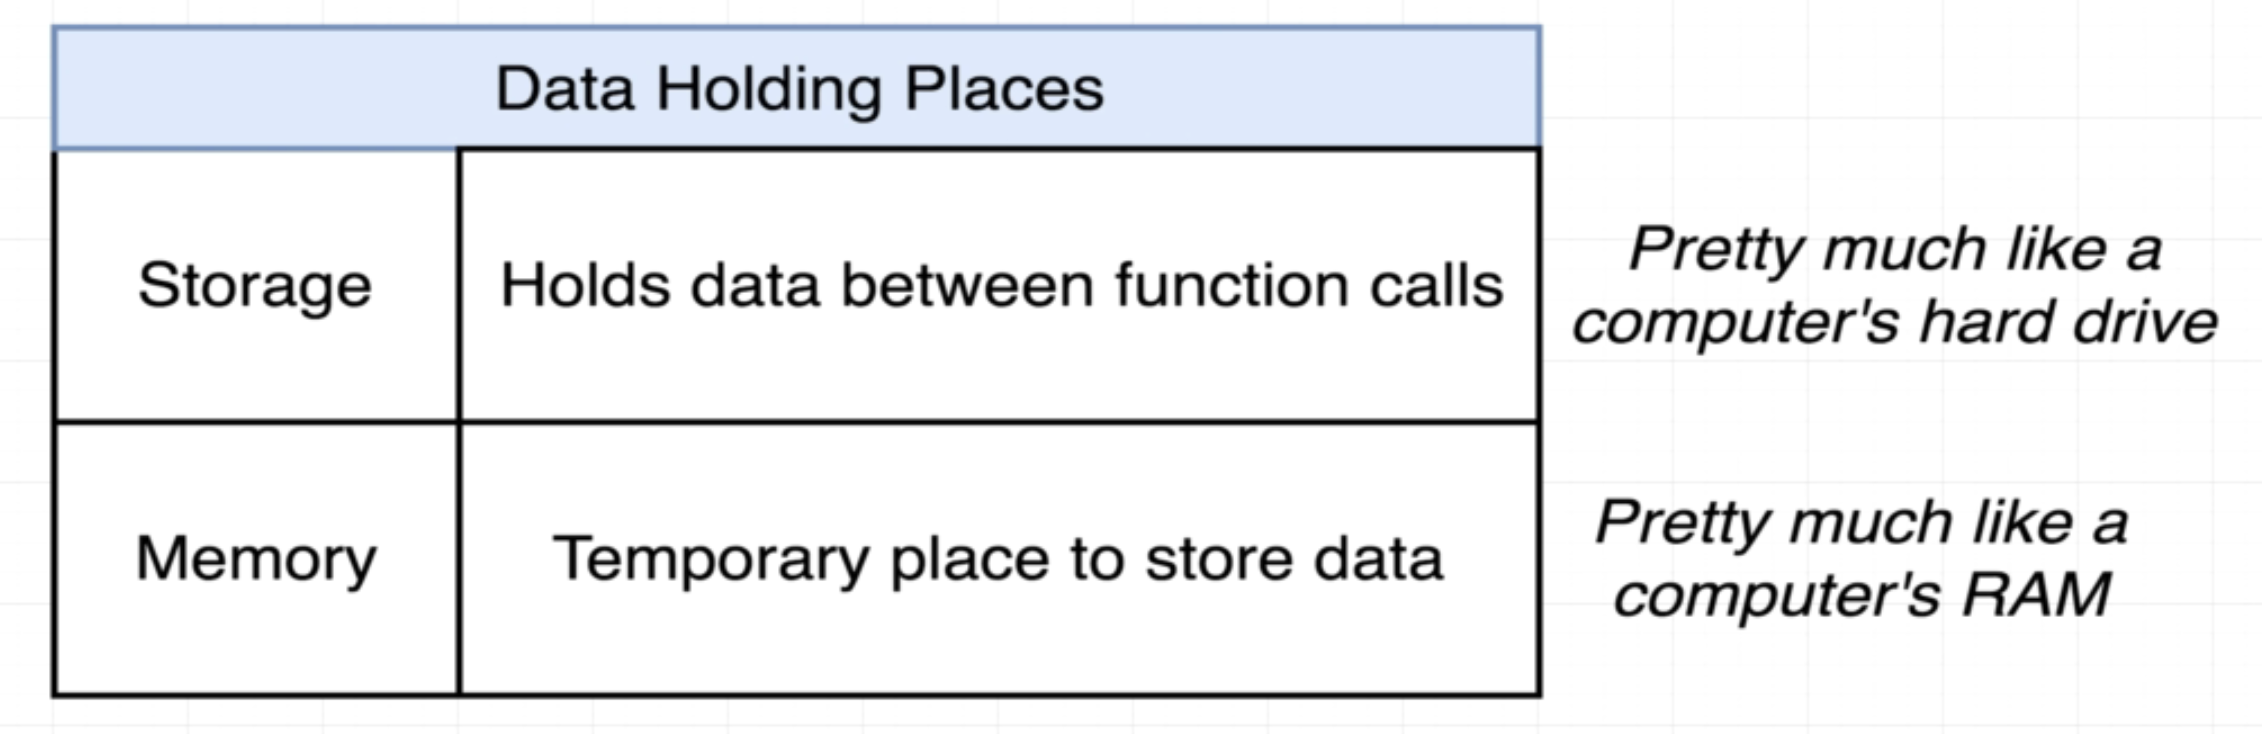 Data Holding Places
Storage
Holds data between function calls
Pretty much like a
computer's hard drive
Memory
Temporary place to store data
Pretty much like a
computer's RAM